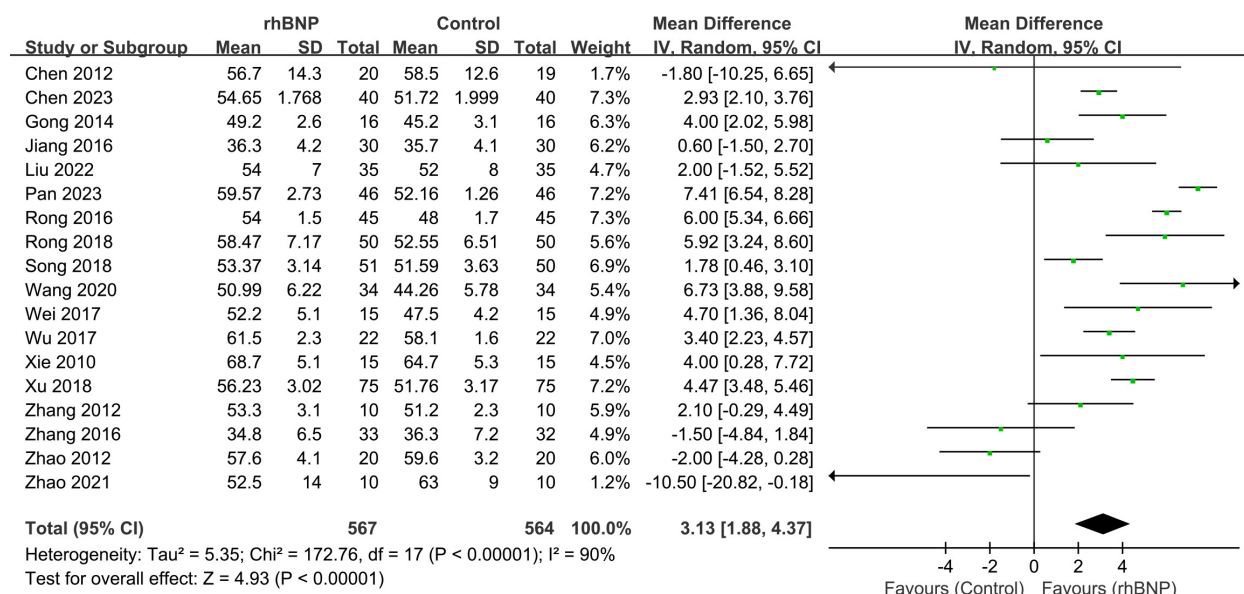 rhBNP Control Mean Difference Mean Difference
Study or Subgroup Mean SD Total Mean SD Total Weight IV, Random, 95% CI IV, Random, 95% CI
Chen 2012 56.7 14.3 20 58.5 12.6 19 1.7% -1.80 [-10.25, 6.65]
Chen 2023 54.65 1.768 40 51.72 1.999 40 7.3% 2.93 [2.10, 3.76]
Gong 2014 49.2 2.6 16 45.2 3.1 16 6.3% 4.00 [2.02, 5.98]
Jiang 2016 36.3 4.2 30 35.7 4.1 30 6.2% 0.60 [-1.50, 2.70]
Liu 2022 54 7 35 52 8 35 4.7% 2.00 [-1.52, 5.52]
Pan 2023 59.57 2.73 46 52.16 1.26 46 7.2% 7.41 [6.54, 8.28]
Rong 2016 54 1.5 45 48 1.7 45 7.3% 6.00 [5.34, 6.66]
Rong 2018 58.47 7.17 50 52.55 6.51 50 5.6% 5.92 [3.24, 8.60]
Song 2018 53.37 3.14 51 51.59 3.63 50 6.9% 1.78 [0.46, 3.10]
Wang 2020 50.99 6.22 34 44.26 5.78 34 5.4% 6.73 [3.88, 9.58]
Wei 2017 52.2 5.1 15 47.5 4.2 15 4.9% 4.70 [1.36, 8.04]
Wu 2017 61.5 2.3 22 58.1 1.6 22 7.0% 3.40 [2.23, 4.57]
Xie 2010 68.7 5.1 15 64.7 5.3 15 4.5% 4.00 [0.28, 7.72]
Xu 2018 56.23 3.02 75 51.76 3.17 75 7.2% 4.47 [3.48, 5.46]
Zhang 2012 53.3 3.1 10 51.2 2.3 10 5.9% 2.10 [-0.29, 4.49]
Zhang 2016 34.8 6.5 33 36.3 7.2 32 4.9% -1.50 [-4.84, 1.84]
Zhao 2012 57.6 4.1 20 59.6 3.2 20 6.0% -2.00 [-4.28, 0.28]
Zhao 2021 52.5 14 10 63 9 10 1.2% -10.50 [-20.82, -0.18]
Total (95% CI) 567 564 100.0% 3.13 [1.88, 4.37]
Heterogeneity: Tau² = 5.35; Chi² = 172.76, df = 17 (P < 0.00001); I² = 90%
Test for overall effect: Z = 4.93 (P < 0.00001)
-4 -2 0 2 4
Favours (Control) Favours (rhBNP)